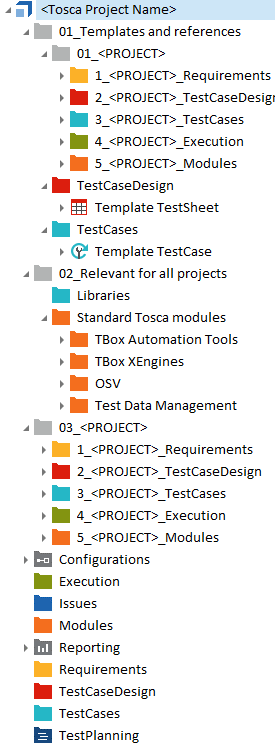 <Tosca Project Name>
01_Templates and references
01_<PROJECT>
1_<PROJECT>_Requirements
2_<PROJECT>_TestCaseDesign
3_<PROJECT>_TestCases
4_<PROJECT>_Execution
5_<PROJECT>_Modules
TestCaseDesign
Template TestSheet
TestCases
Template TestCase
02_Relevant for all projects
Libraries
Standard Tosca modules
TBox Automation Tools
TBox XEngines
OSV
Test Data Management
03_<PROJECT>
1_<PROJECT>_Requirements
2_<PROJECT>_TestCaseDesign
3_<PROJECT>_TestCases
4_<PROJECT>_Execution
5_<PROJECT>_Modules
Configurations
Execution
Issues
Modules
Reporting
Requirements
TestCaseDesign
TestCases
TestPlanning